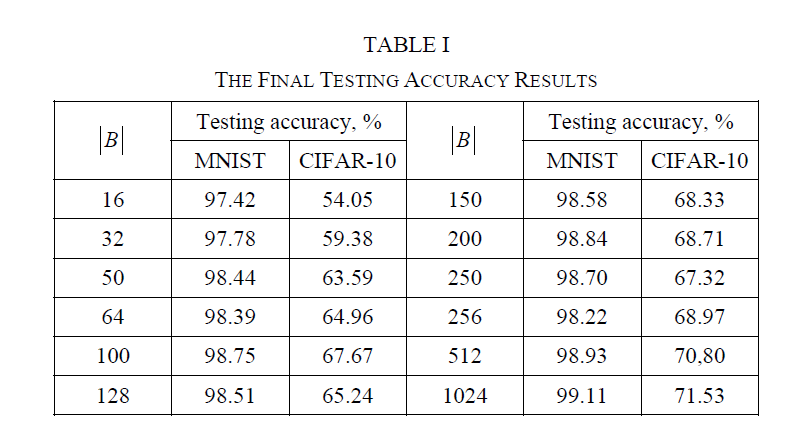 TABLE I
THE FINAL TESTING ACCURACY RESULTS
|B| Testing accuracy, % |B| Testing accuracy, %
MNIST CIFAR-10 MNIST CIFAR-10
16 97.42 54.05 150 98.58 68.33
32 97.78 59.38 200 98.84 68.71
50 98.44 63.59 250 98.70 67.32
64 98.39 64.96 256 98.22 68.97
100 98.75 67.67 512 98.93 70,80
128 98.51 65.24 1024 99.11 71.53